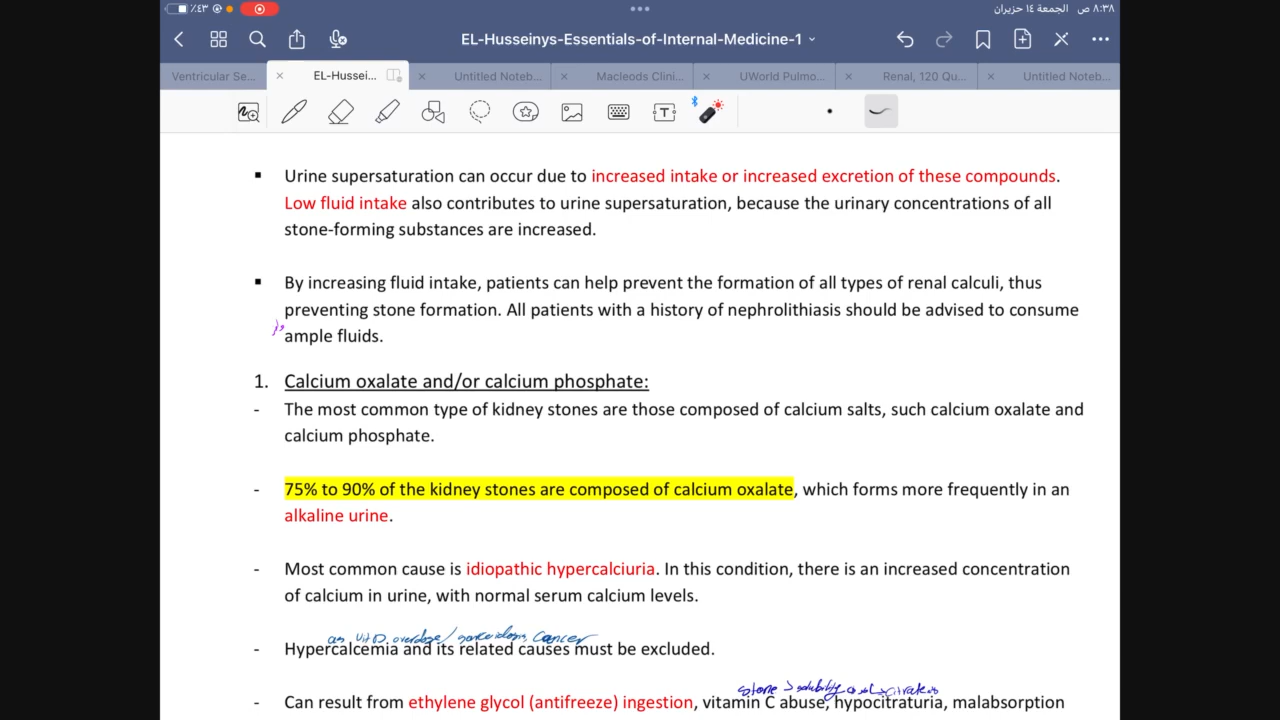 ٪٤٣
٨:٣٨ ص الجمعة ١٤ حزيران
EL-Husseinys-Essentials-of-Internal-Medicine-1
Ventricular Se...
EL-Hussei...
Untitled Noteb...
Macleods Clini...
UWorld Pulmo...
Renal, 120 Qu...
Untitled Noteb...
▪ Urine supersaturation can occur due to increased intake or increased excretion of these compounds.
Low fluid intake also contributes to urine supersaturation, because the urinary concentrations of all
stone-forming substances are increased.
▪ By increasing fluid intake, patients can help prevent the formation of all types of renal calculi, thus
preventing stone formation. All patients with a history of nephrolithiasis should be advised to consume
ample fluids.
1. Calcium oxalate and/or calcium phosphate:
- The most common type of kidney stones are those composed of calcium salts, such calcium oxalate and
calcium phosphate.
- 75% to 90% of the kidney stones are composed of calcium oxalate, which forms more frequently in an
alkaline urine.
- Most common cause is idiopathic hypercalciuria. In this condition, there is an increased concentration
of calcium in urine, with normal serum calcium levels.
as Vit D overdose/ sarcoidosis, Cancer
- Hypercalcemia and its related causes must be excluded.
stone > solubility
- Can result from ethylene glycol (antifreeze) ingestion, vitamin C abuse, hypocitraturia, malabsorption